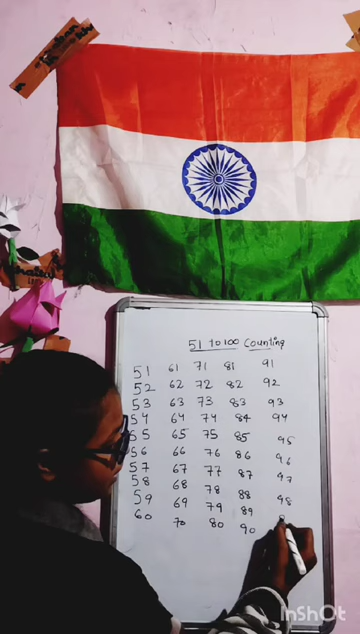 51 To 100 Counting
51 61 71 81 91
52 62 72 82 92
53 63 73 83 93
54 64 74 84 94
55 65 75 85 95
56 66 76 86 96
57 67 77 87 97
58 68 78 88 98
59 69 79 89
60 70 80 90
InShOt